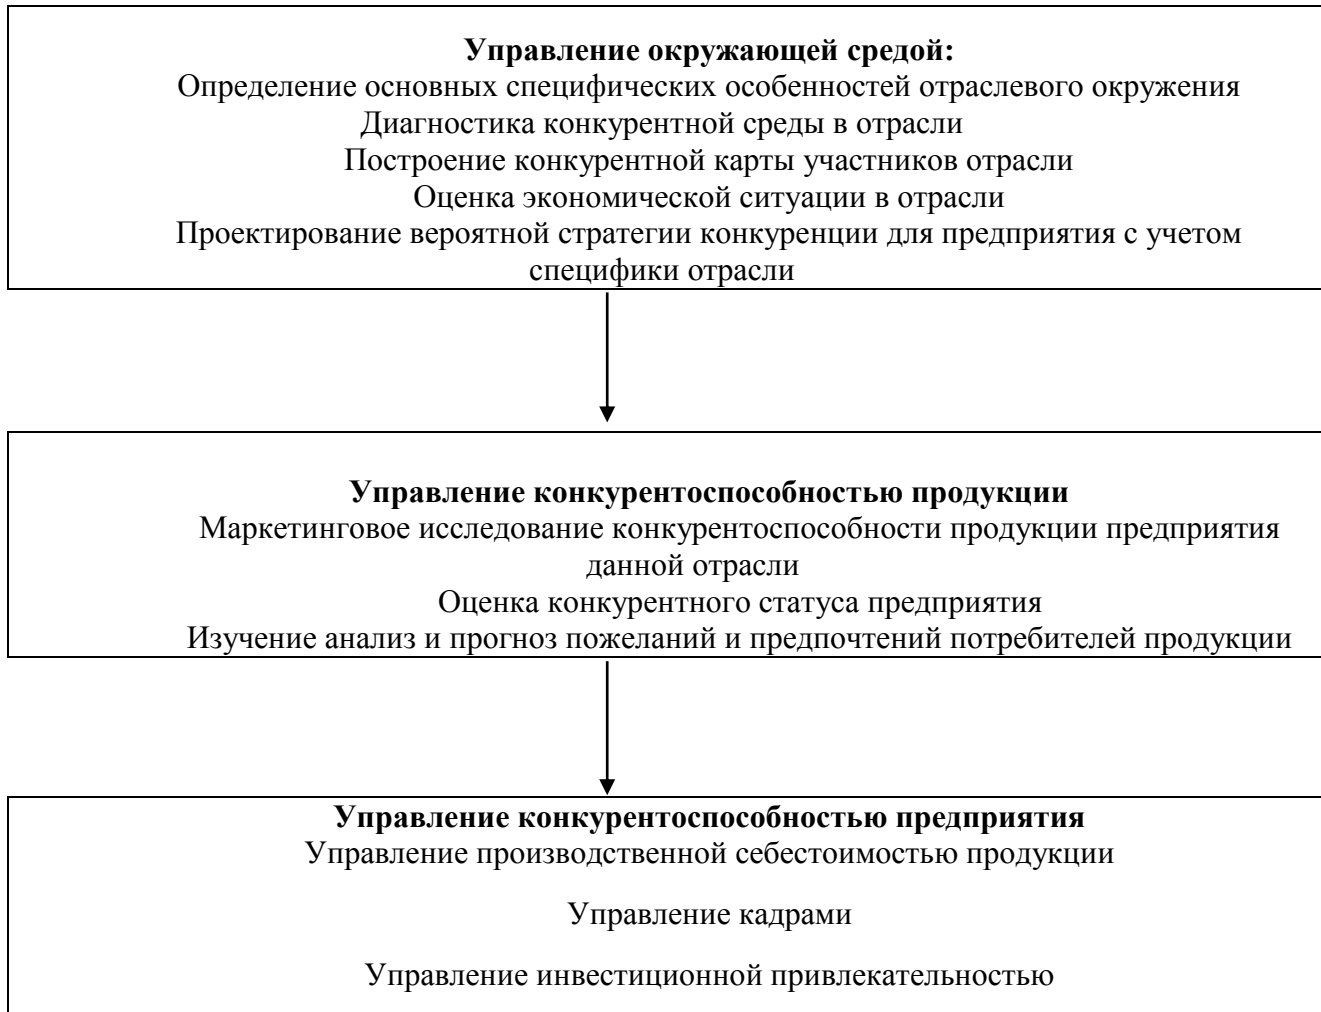 Управление окружающей средой:
Определение основных специфических особенностей отраслевого окружения
Диагностика конкурентной среды в отрасли
Построение конкурентной карты участников отрасли
Оценка экономической ситуации в отрасли
Проектирование вероятной стратегии конкуренции для предприятия с учетом
специфики отрасли
Управление конкурентоспособностью продукции
Маркетинговое исследование конкурентоспособности продукции предприятия
данной отрасли
Оценка конкурентного статуса предприятия
Изучение анализ и прогноз пожеланий и предпочтений потребителей продукции
Управление конкурентоспособностью предприятия
Управление производственной себестоимостью продукции
Управление кадрами
Управление инвестиционной привлекательностью